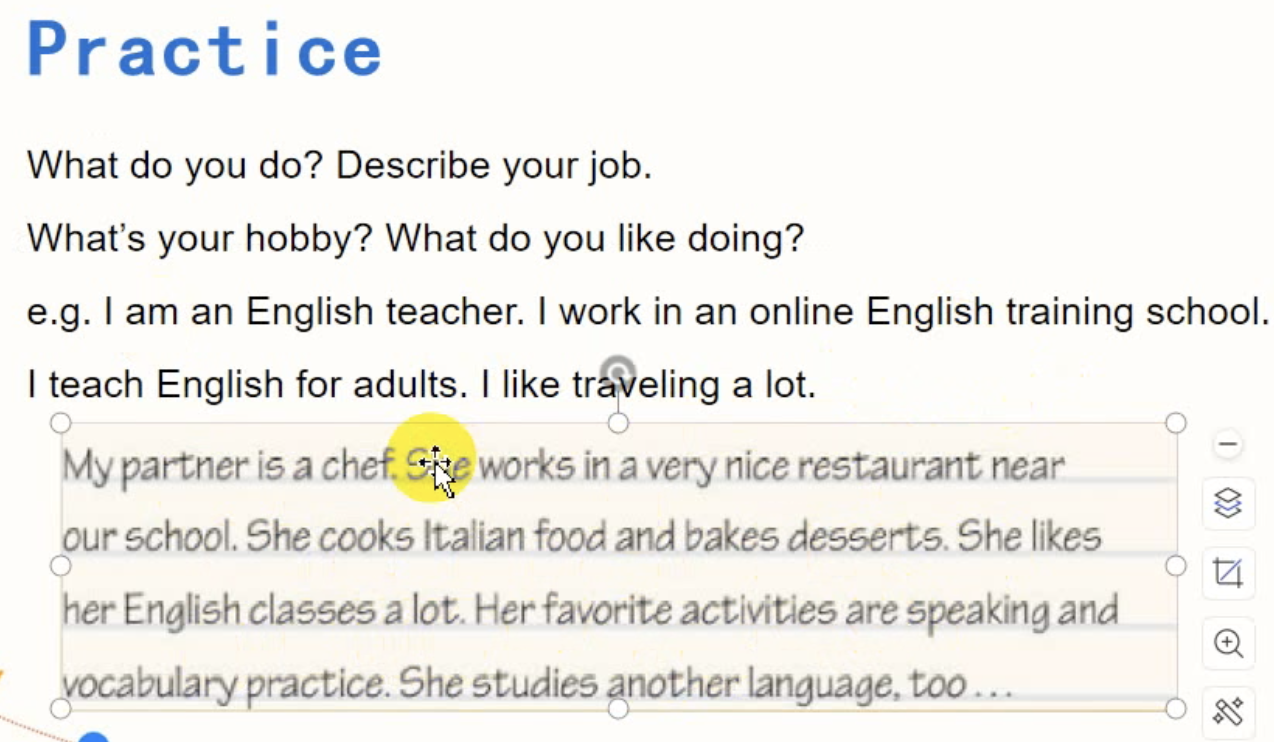 Practice
What do you do? Describe your job.
What's your hobby? What do you like doing?
e.g. I am an English teacher. I work in an online English training school.
I teach English for adults. I like traveling a lot.
My partner is a chef. She works in a very nice restaurant near
our school. She cooks Italian food and bakes desserts. She likes
her English classes a lot. Her favorite activities are speaking and
vocabulary practice. She studies another language, too ...